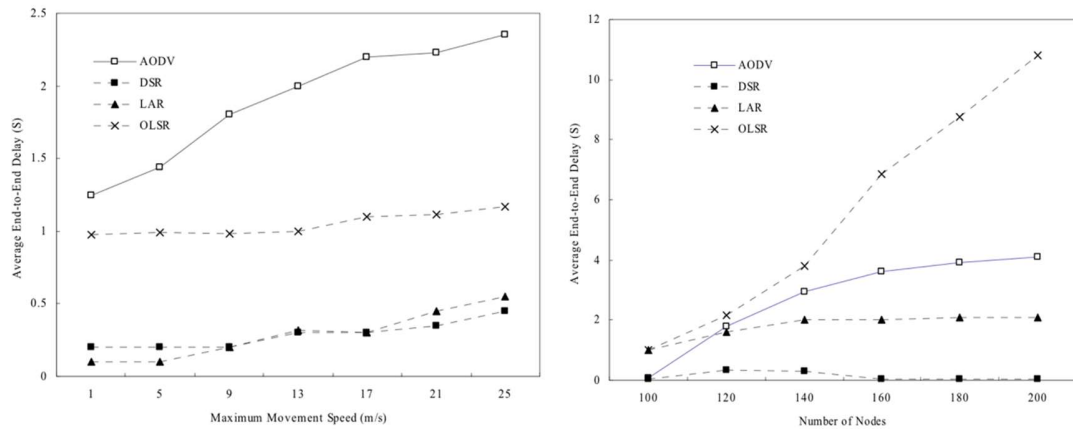 2.5
2
1.5
1
0.5
0
Average End-to-End Delay (S)
AODV
DSR
LAR
OLSR
1 5 9 13 17 21 25
Maximum Movement Speed (m/s)
12
10
8
6
4
2
0
Average End-to-End Delay (S)
AODV
DSR
LAR
OLSR
100 120 140 160 180 200
Number of Nodes